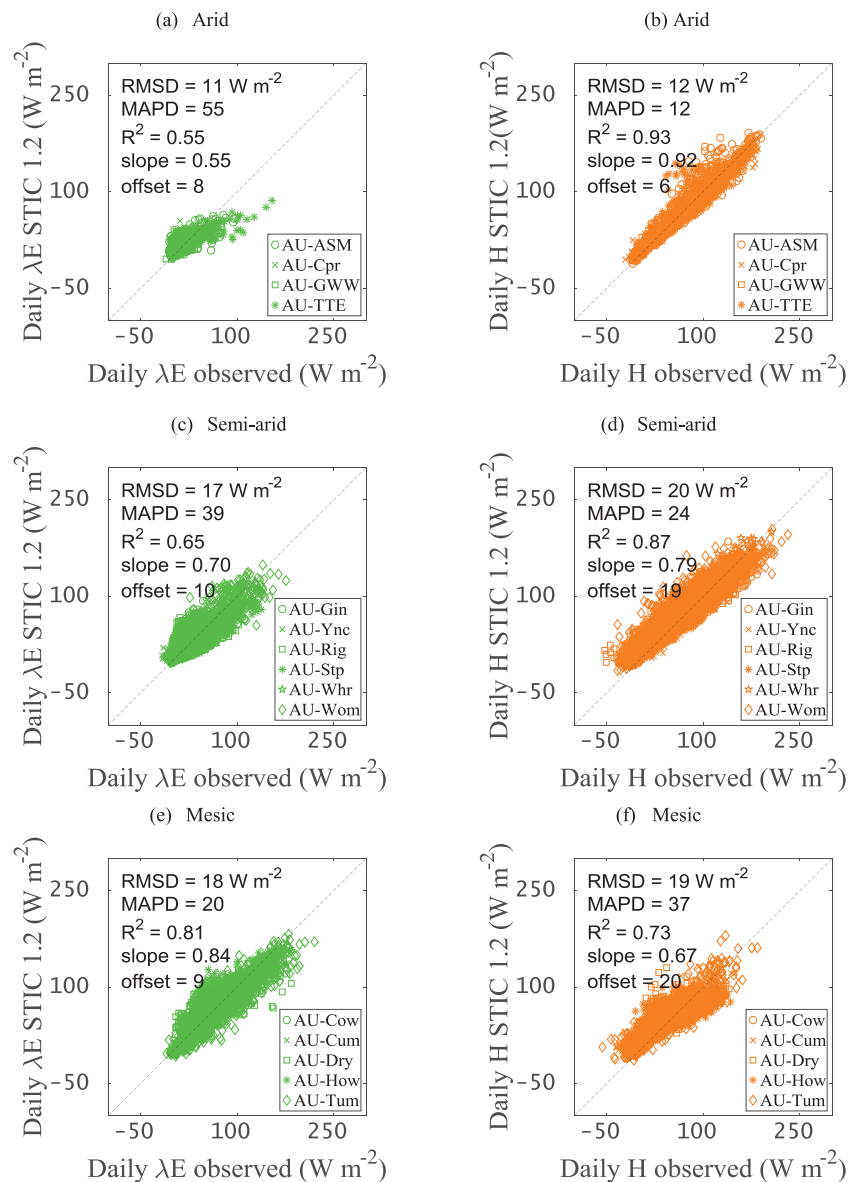 (a) Arid
RMSD = 11 W m-2
MAPD = 55
R2 = 0.55
slope = 0.55
offset = 8
250
100
−50
Daily λE STIC 1.2 (W m-2)
AU-ASM
AU-Cpr
AU-GWW
AU-TTE
−50 100 250
Daily λE observed (W m-2)
(b) Arid
RMSD = 12 W m-2
MAPD = 12
R2 = 0.93
slope = 0.92
offset = 6
250
100
−50
Daily H STIC 1.2(W m-2)
AU-ASM
AU-Cpr
AU-GWW
AU-TTE
−50 100 250
Daily H observed (W m-2)
(c) Semi-arid
RMSD = 17 W m-2
MAPD = 39
R2 = 0.65
slope = 0.70
offset = 10
250
100
−50
Daily λE STIC 1.2 (W m-2)
AU-Gin
AU-Ync
AU-Rig
AU-Stp
AU-Whr
AU-Wom
−50 100 250
Daily λE observed (W m-2)
(d) Semi-arid
RMSD = 20 W m-2
MAPD = 24
R2 = 0.87
slope = 0.79
offset = 19
250
100
−50
Daily H STIC 1.2 (W m-2)
AU-Gin
AU-Ync
AU-Rig
AU-Stp
AU-Whr
AU-Wom
−50 100 250
Daily H observed (W m-2)
(e) Mesic
RMSD = 18 W m-2
MAPD = 20
R2 = 0.81
slope = 0.84
offset = 9
250
100
−50
Daily λE STIC 1.2 (W m-2)
AU-Cow
AU-Cum
AU-Dry
AU-How
AU-Tum
−50 100 250
Daily λE observed (W m-2)
(f) Mesic
RMSD = 19 W m-2
MAPD = 37
R2 = 0.73
slope = 0.67
offset = 20
250
100
−50
Daily H STIC 1.2 (W m-2)
AU-Cow
AU-Cum
AU-Dry
AU-How
AU-Tum
−50 100 250
Daily H observed (W m-2)